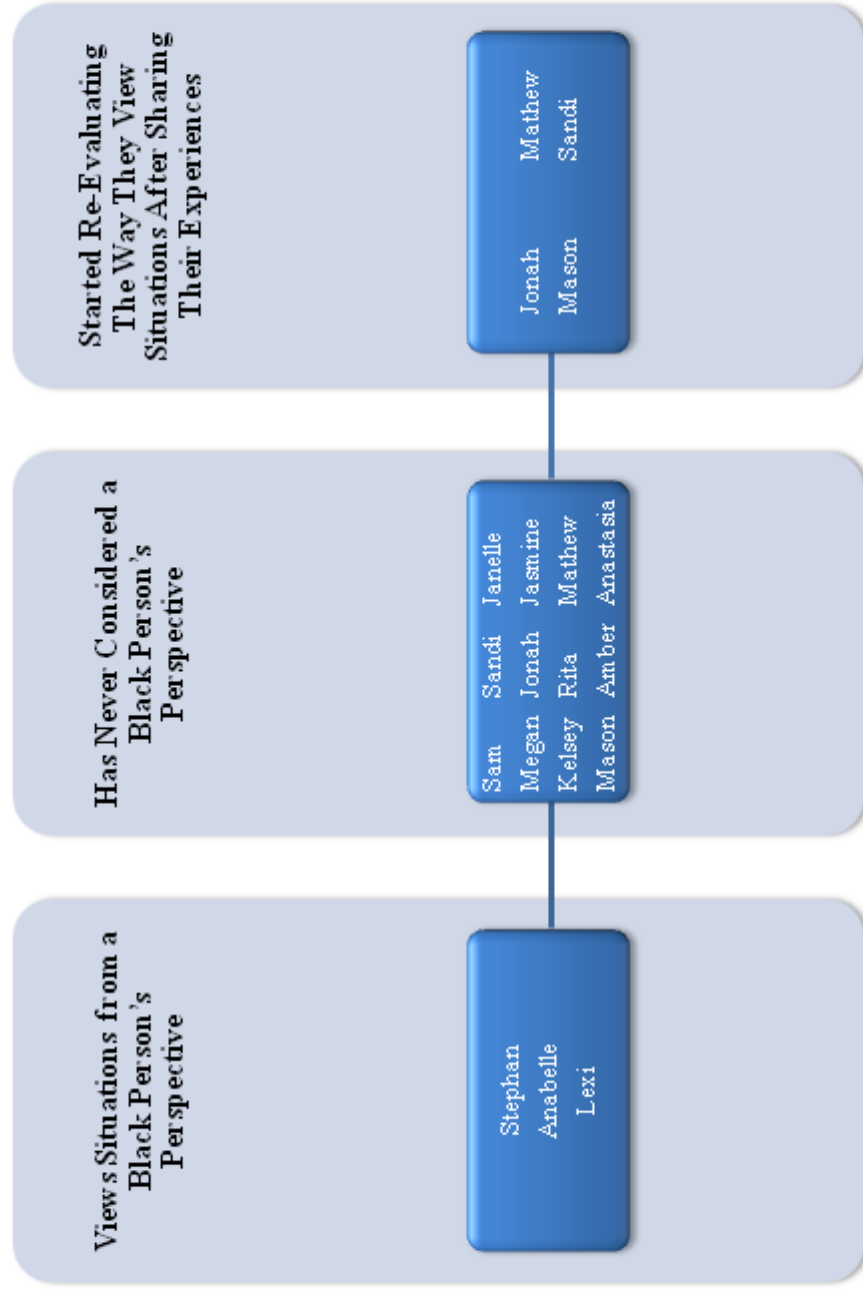 Views Situations from a
Black Person's
Perspective
Stephan
Anabelle
Lexi
Has Never Considered a
Black Person's
Perspective
Sam Sandi Janelle
Megan Jonah Jasmine
Kelsey Rita Mathew
Mason Amber Anastasia
Started Re-Evaluating
The Way They View
Situations After Sharing
Their Experiences
Jonah Mathew
Mason Sandi